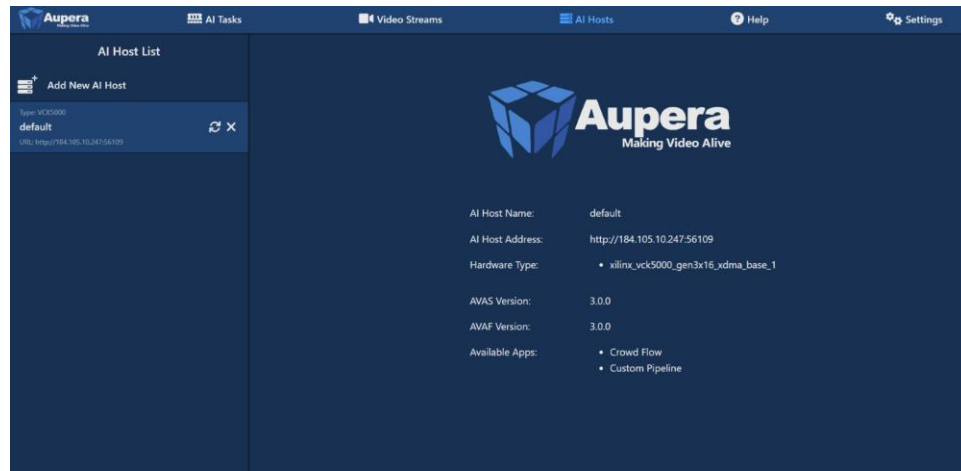 Aupera
Making Video Alive
AI Tasks
Video Streams
AI Hosts
Help
Settings
AI Host List
Add New AI Host
Type: VCK5000
default
URL: http://184.105.10.247:56109
Aupera
Making Video Alive
AI Host Name: default
AI Host Address: http://184.105.10.247:56109
Hardware Type: • xilinx_vck5000_gen3x16_xdma_base_1
AVAS Version: 3.0.0
AVAF Version: 3.0.0
Available Apps: • Crowd Flow
• Custom Pipeline